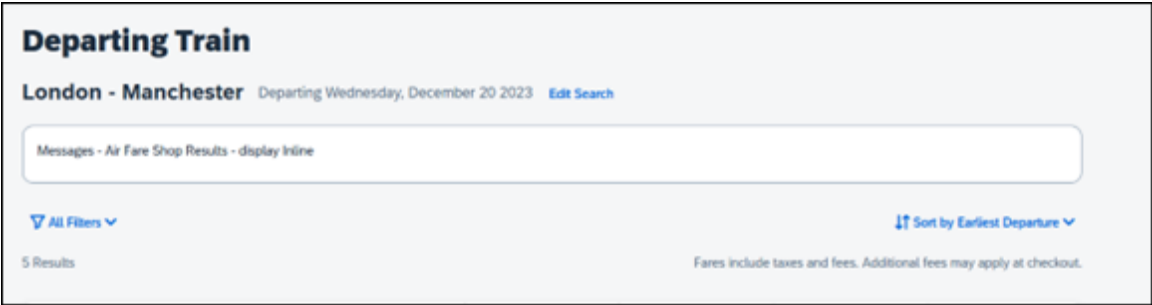 Departing Train
London - Manchester Departing Wednesday, December 20 2023 Edit Search
Messages - Air Fare Shop Results - display Inline
All Filters
Sort by Earliest Departure
5 Results
Fares include taxes and fees. Additional fees may apply at checkout.